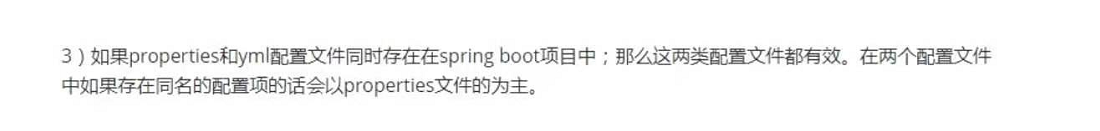 3）如果properties和yml配置文件同时存在在spring boot项目中；那么这两类配置文件都有效。在两个配置文件
中如果存在同名的配置项的话会以properties文件的为主。